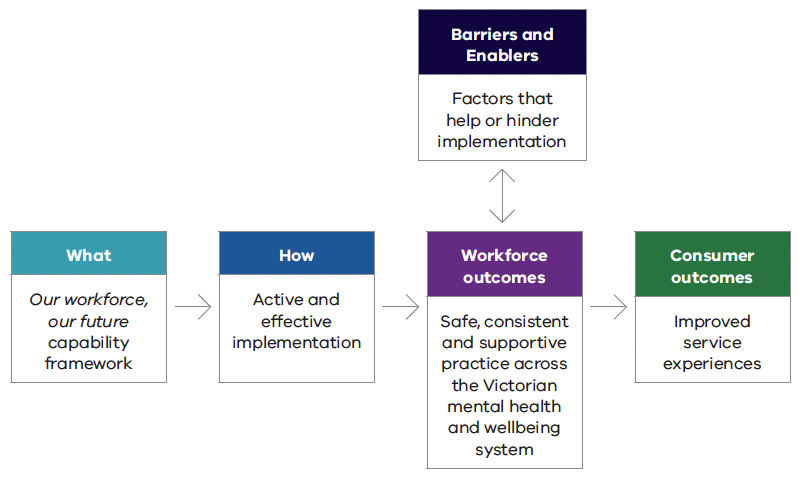 Barriers and
Enablers
Factors that
help or hinder
implementation
What
Our workforce,
our future
capability
framework
How
Active and
effective
implementation
Workforce
outcomes
Safe, consistent
and supportive
practice across
the Victorian
mental health
and wellbeing
system
Consumer
outcomes
Improved
service
experiences